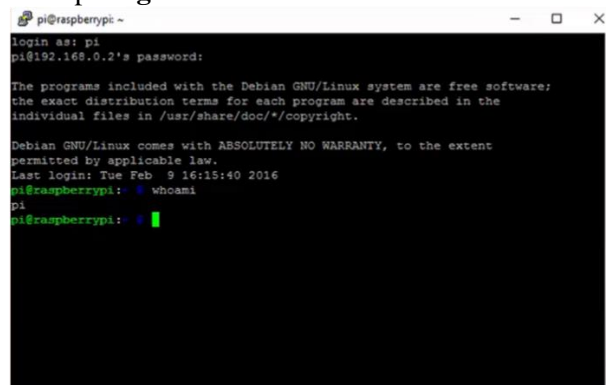 pi@raspberrypi: ~
login as: pi
pi@192.168.0.2's password:
The programs included with the Debian GNU/Linux system are free software;
the exact distribution terms for each program are described in the
individual files in /usr/share/doc/*/copyright.
Debian GNU/Linux comes with ABSOLUTELY NO WARRANTY, to the extent
permitted by applicable law.
Last login: Tue Feb  9 16:15:40 2016
pi@raspberrypi:~ $ whoami
pi
pi@raspberrypi:~ $